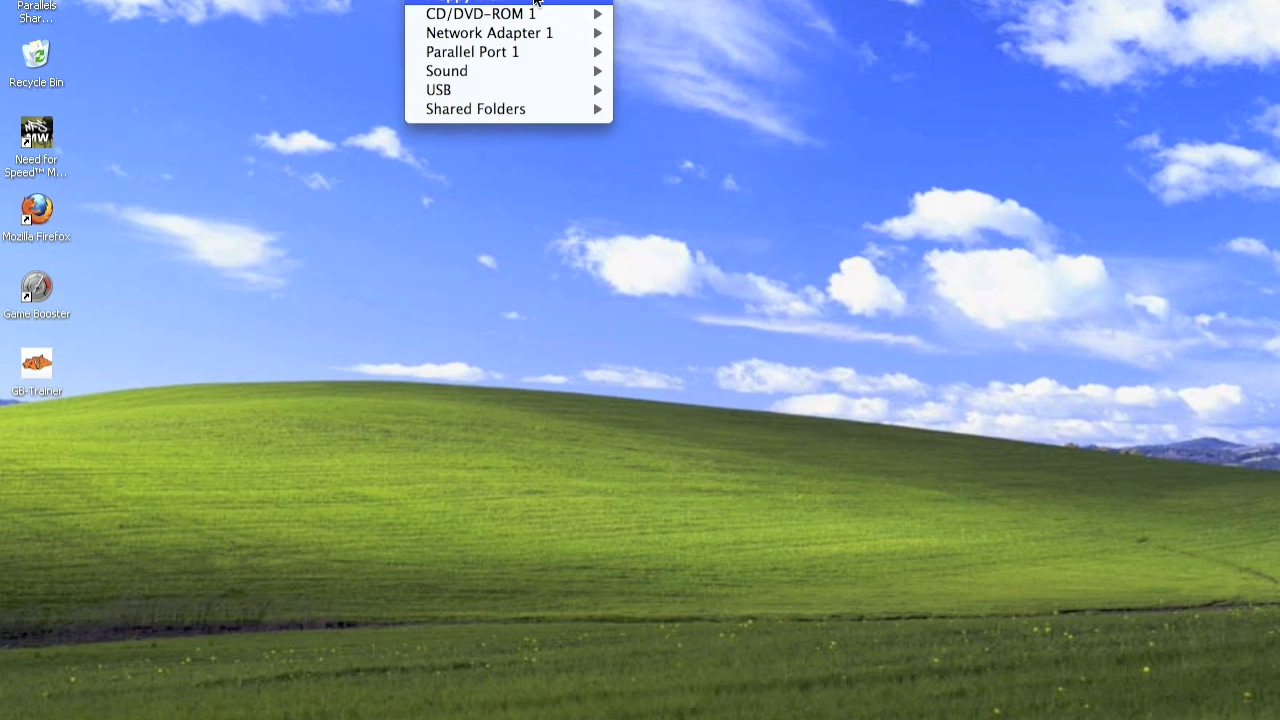 Parallels
Shar...
Recycle Bin
Need for
Speed™ M...
Mozilla Firefox
Game Booster
GB-Trainer
CD/DVD-ROM 1
Network Adapter 1
Parallel Port 1
Sound
USB
Shared Folders